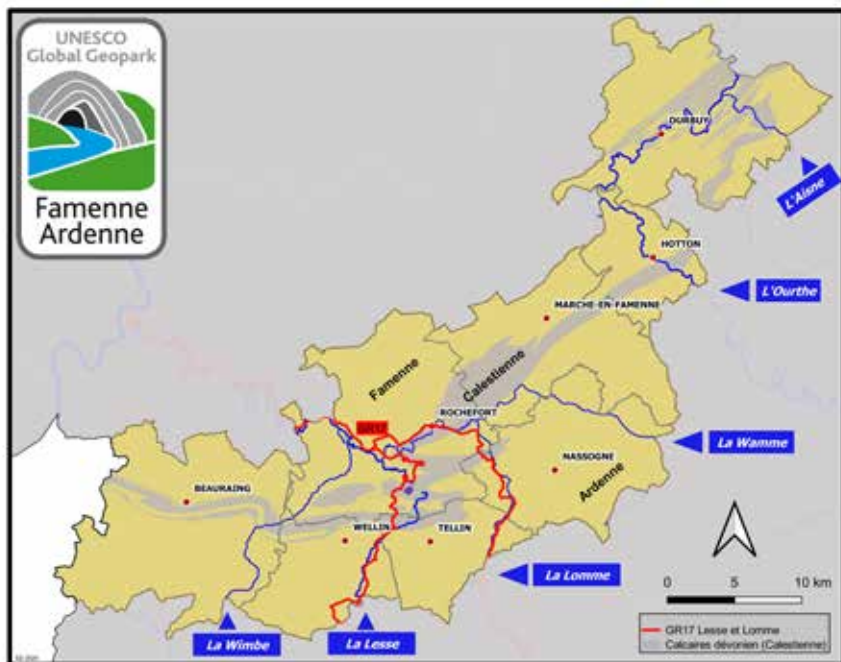 UNESCO
Global Geopark
Famenne
Ardenne
DURBUY
L'Aisne
HOTTON
L'Ourthe
MARCHE-EN-FAMENNE
Famenne
Calestienne
ROCHEFORT
GR17
La Wamme
NASSOGNE
Ardenne
BEAURAING
WELLIN
TELLIN
La Lomme
La Wimbe
La Lesse
0 5 10 km
GR17 Lesse et Lomme
Calcaires dévonien (Calestienne)